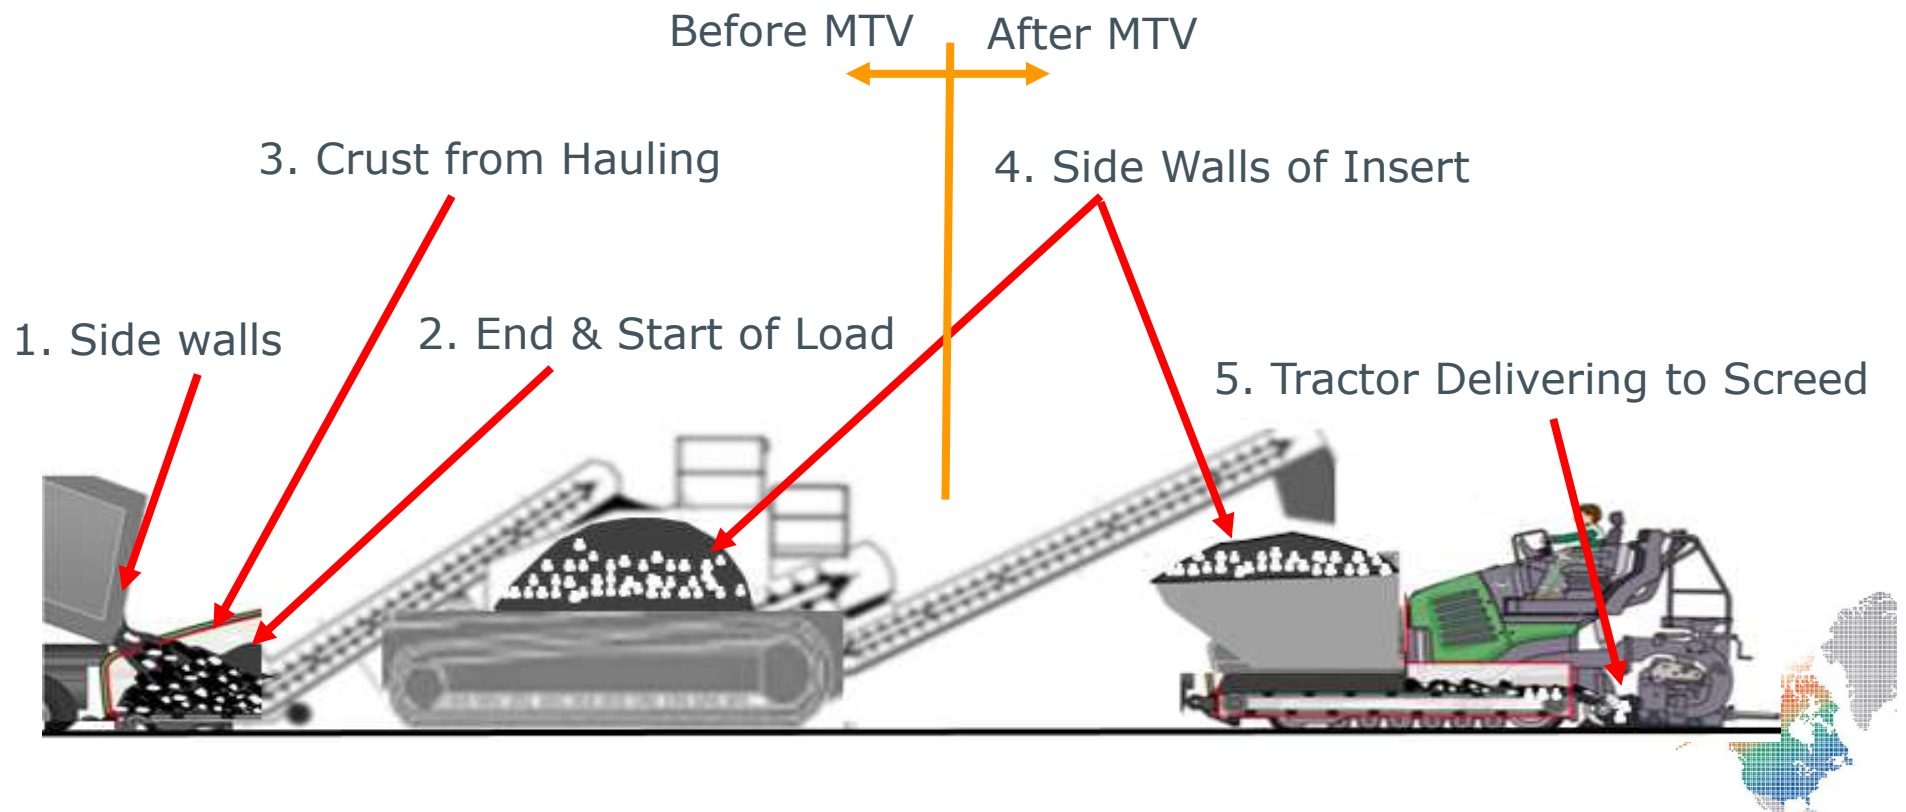 Before MTV
After MTV
3. Crust from Hauling
4. Side Walls of Insert
1. Side walls
2. End & Start of Load
5. Tractor Delivering to Screed